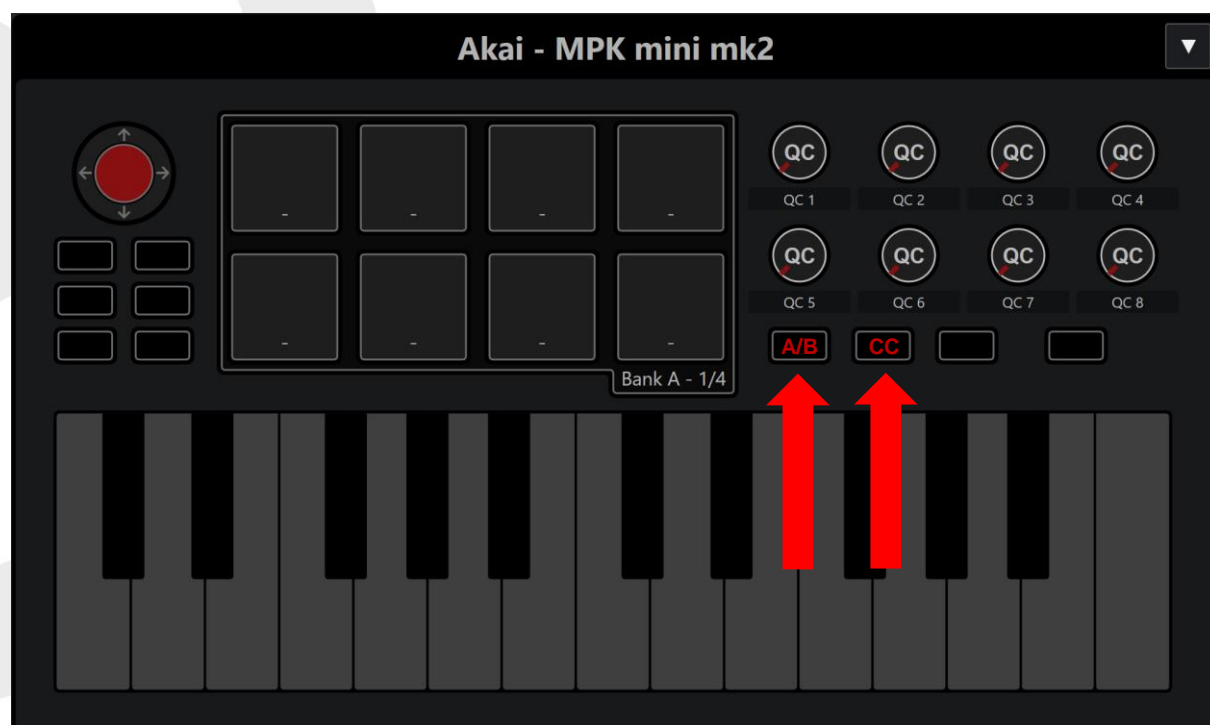 Akai - MPK mini mk2
▼
QC QC QC QC
QC 1 QC 2 QC 3 QC 4
- - - -
QC QC QC QC
QC 5 QC 6 QC 7 QC 8
- - - -
A/B CC
Bank A - 1/4